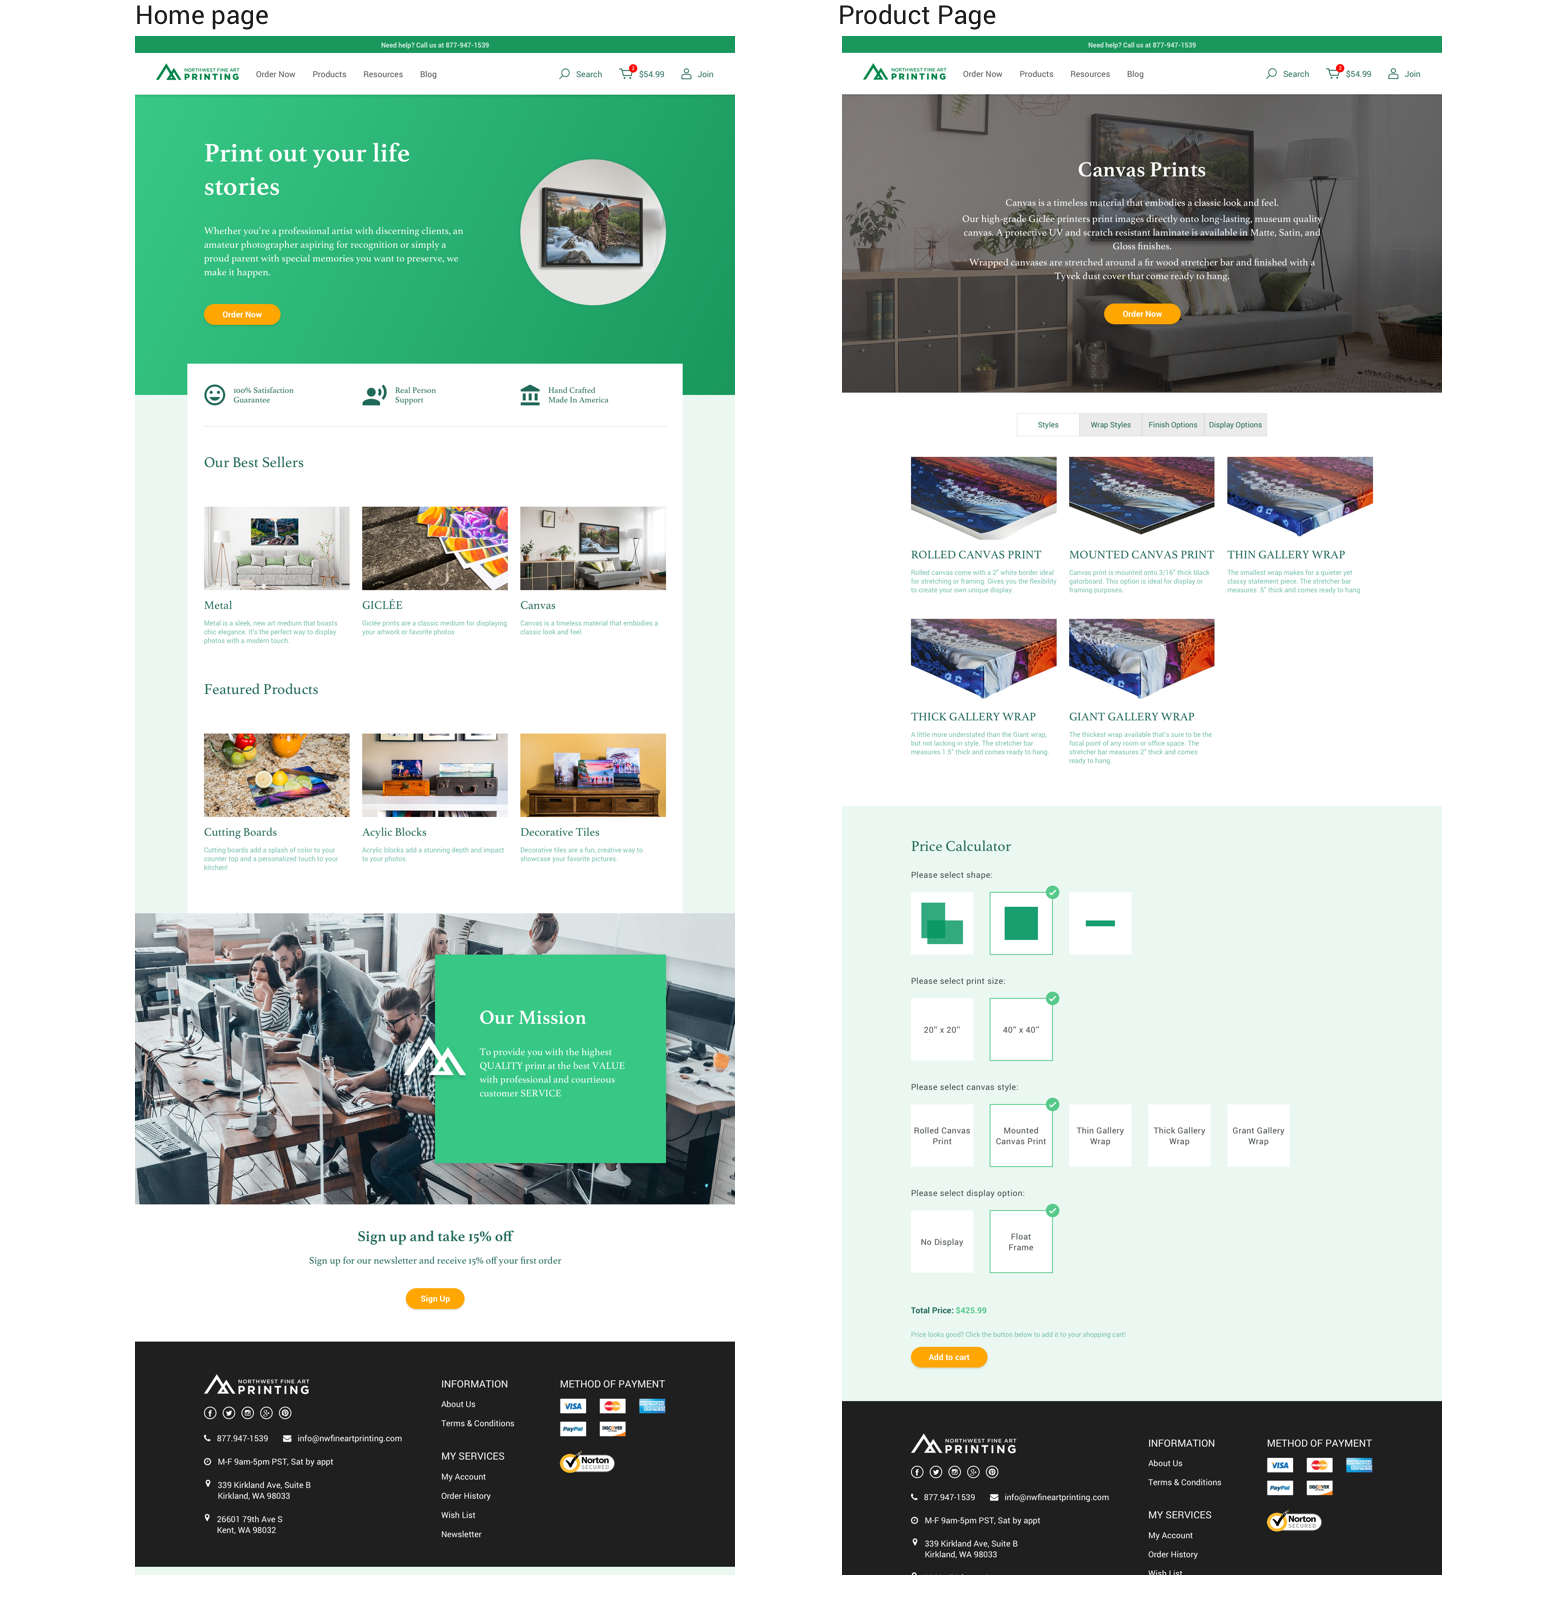 Home page
Need help? Call us at 877-947-1539
NORTHWEST FINE ART
PRINTING
Order Now
Products
Resources
Blog
Search
2
$54.99
Join
Print out your life
stories
Whether you're a professional artist with discerning clients, an
amateur photographer aspiring for recognition or simply a
proud parent with special memories you want to preserve, we
make it happen.
Order Now
100% Satisfaction
Guarantee
Real Person
Support
Hand Crafted
Made In America
Our Best Sellers
Metal
Metal is a sleek, new art medium that boasts
chic elegance. It's the perfect way to display
photos with a modern touch.
GICLÉE
Giclée prints are a classic medium for displaying
your artwork or favorite photos
Canvas
Canvas is a timeless material that embodies a
classic look and feel.
Featured Products
Cutting Boards
Cutting boards add a splash of color to your
counter top and a personalized touch to your
kitchen!
Acylic Blocks
Acrylic blocks add a stunning depth and impact
to your photos.
Decorative Tiles
Decorative tiles are a fun, creative way to
showcase your favorite pictures.
Our Mission
To provide you with the highest
QUALITY print at the best VALUE
with professional and courtieous
customer SERVICE
Sign up and take 15% off
Sign up for our newsletter and receive 15% off your first order
Sign Up
NORTHWEST FINE ART
PRINTING
877.947-1539
info@nwfineartprinting.com
M-F 9am-5pm PST, Sat by appt
339 Kirkland Ave, Suite B
Kirkland, WA 98033
26601 79th Ave S
Kent, WA 98032
INFORMATION
About Us
Terms & Conditions
MY SERVICES
My Account
Order History
Wish List
Newsletter
METHOD OF PAYMENT
VISA
MasterCard
AMERICAN EXPRESS
PayPal
DISCOVER
Norton
SECURED
Product Page
Need help? Call us at 877-947-1539
NORTHWEST FINE ART
PRINTING
Order Now
Products
Resources
Blog
Search
2
$54.99
Join
Canvas Prints
Canvas is a timeless material that embodies a classic look and feel.
Our high-grade Giclée printers print images directly onto long-lasting, museum quality
canvas. A protective UV and scratch resistant laminate is available in Matte, Satin, and
Gloss finishes.
Wrapped canvases are stretched around a fir wood stretcher bar and finished with a
Tyvek dust cover that come ready to hang.
Order Now
Styles
Wrap Styles
Finish Options
Display Options
ROLLED CANVAS PRINT
Rolled canvas come with a 2" white border ideal
for stretching or framing. Gives you the flexibility
to create your own unique display.
MOUNTED CANVAS PRINT
Canvas print is mounted onto 3/16" thick black
gatorboard. This option is ideal for display or
framing purposes.
THIN GALLERY WRAP
The smallest wrap makes for a quieter yet
classy statement piece. The stretcher bar
measures .5" thick and comes ready to hang.
THICK GALLERY WRAP
A little more understated than the Giant wrap,
but not lacking in style. The stretcher bar
measures 1.5" thick and comes ready to hang.
GIANT GALLERY WRAP
The thickest wrap available that's sure to be the
focal point of any room or office space. The
stretcher bar measures 2" thick and comes
ready to hang.
Price Calculator
Please select shape:
Please select print size:
20" x 20"
40" x 40"
Please select canvas style:
Rolled Canvas
Print
Mounted
Canvas Print
Thin Gallery
Wrap
Thick Gallery
Wrap
Grant Gallery
Wrap
Please select display option:
No Display
Float
Frame
Total Price: $425.99
Price looks good? Click the button below to add it to your shopping cart!
Add to cart
NORTHWEST FINE ART
PRINTING
877.947-1539
info@nwfineartprinting.com
M-F 9am-5pm PST, Sat by appt
339 Kirkland Ave, Suite B
Kirkland, WA 98033
INFORMATION
About Us
Terms & Conditions
MY SERVICES
My Account
Order History
Wish List
METHOD OF PAYMENT
VISA
MasterCard
AMERICAN EXPRESS
PayPal
DISCOVER
Norton
SECURED